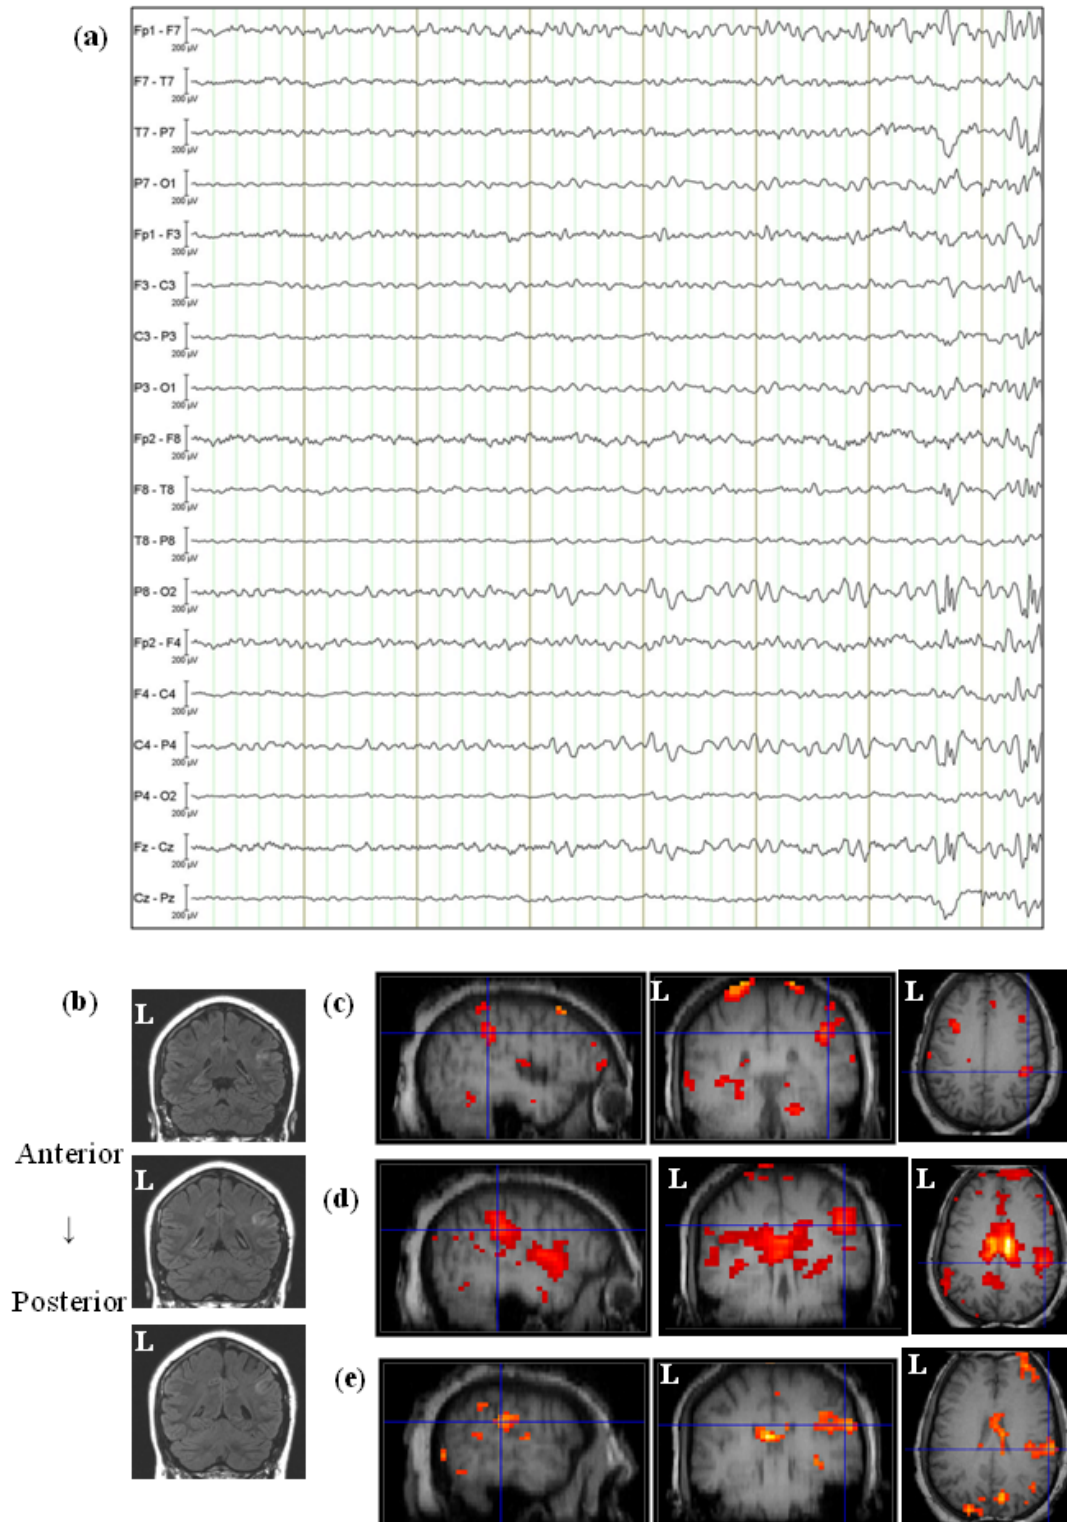 (a)
Fp1 - F7
200 µV
F7 - T7
200 µV
T7 - P7
200 µV
P7 - O1
200 µV
Fp1 - F3
200 µV
F3 - C3
200 µV
C3 - P3
200 µV
P3 - O1
200 µV
Fp2 - F8
200 µV
F8 - T8
200 µV
T8 - P8
200 µV
P8 - O2
200 µV
Fp2 - F4
200 µV
F4 - C4
200 µV
C4 - P4
200 µV
P4 - O2
200 µV
Fz - Cz
200 µV
Cz - Pz
200 µV
(b)
L
Anterior
↓
L
Posterior
L
(c)
L
L
(d)
L
L
(e)
L
L